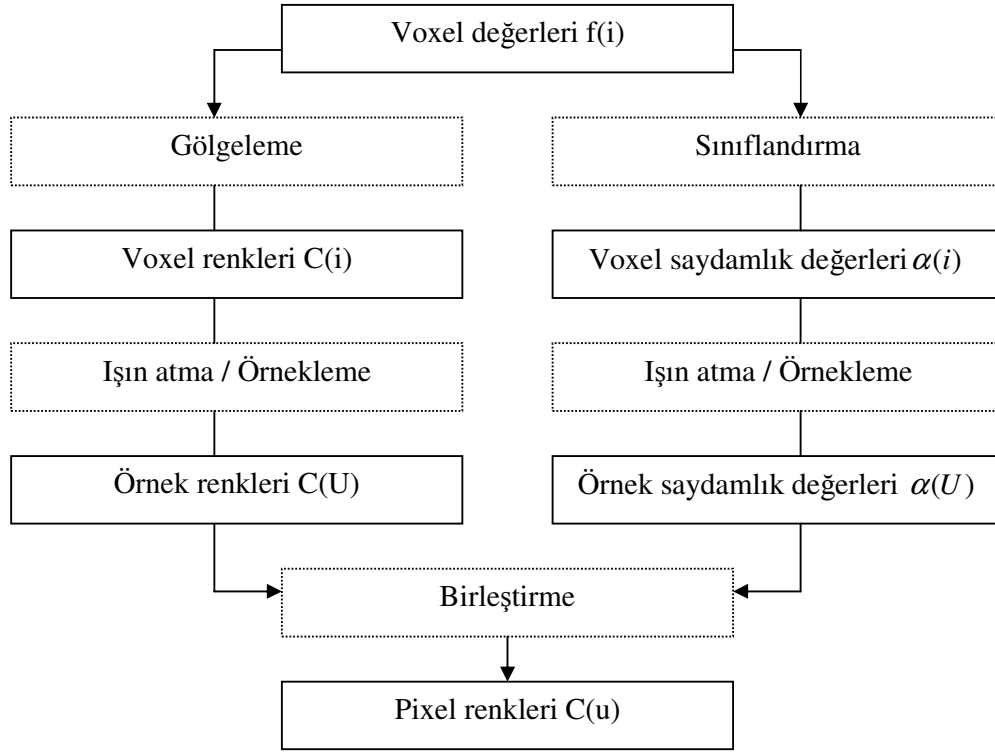 Voxel değerleri f(i)
Gölgeleme
Sınıflandırma
Voxel renkleri C(i)
Voxel saydamlık değerleri α(i)
Işın atma / Örnekleme
Işın atma / Örnekleme
Örnek renkleri C(U)
Örnek saydamlık değerleri α(U)
Birleştirme
Pixel renkleri C(u)